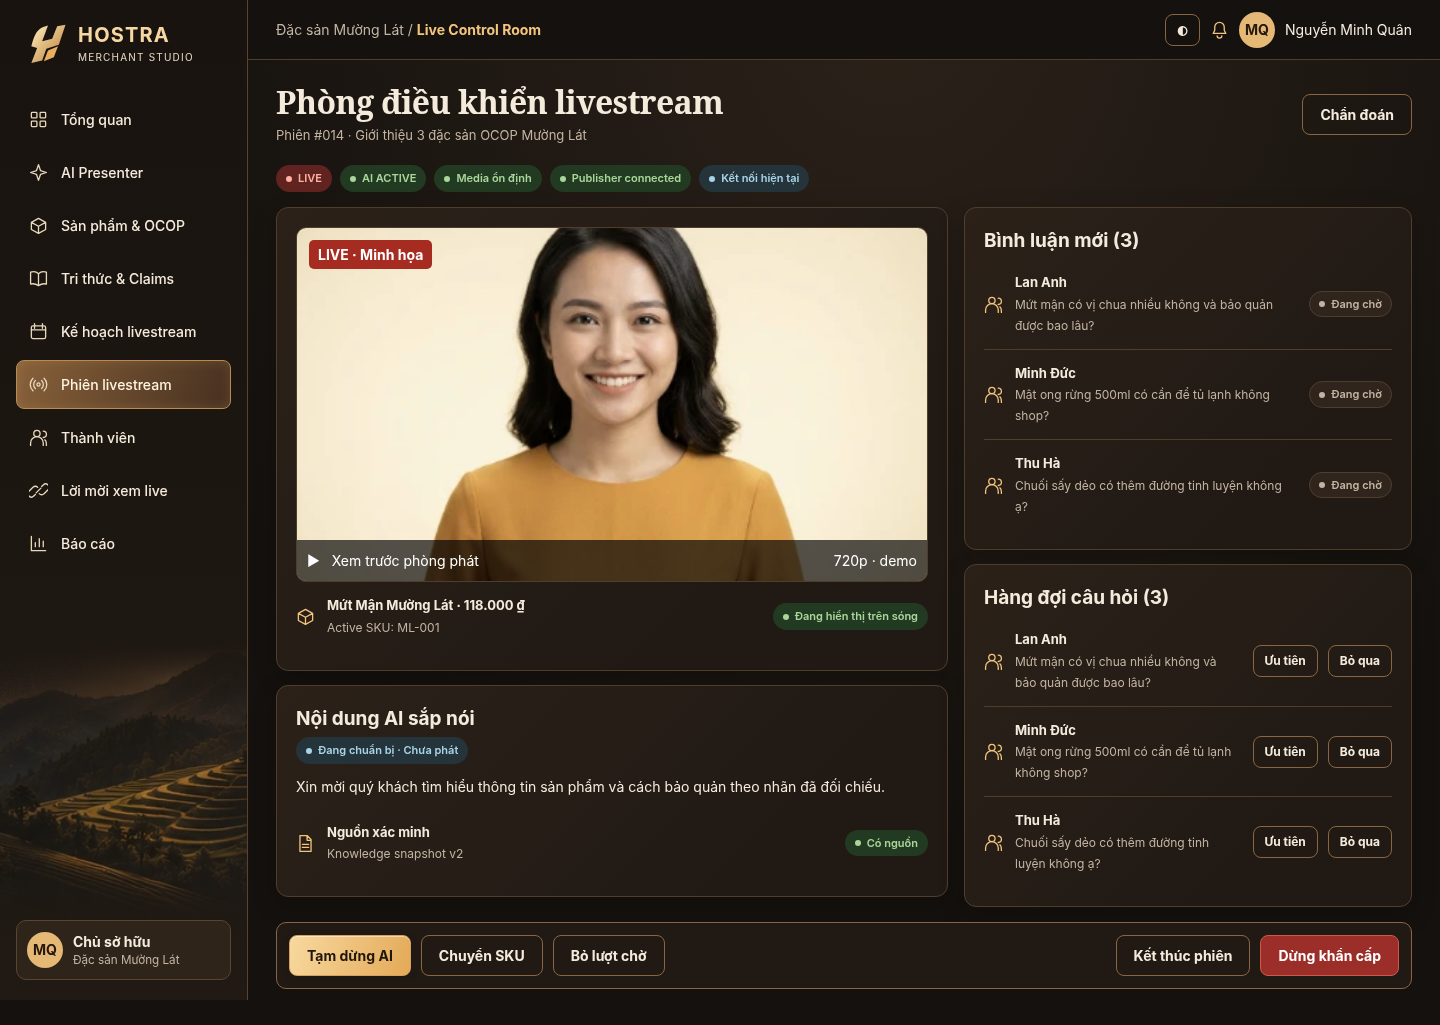 HOSTRA
MERCHANT STUDIO
Tổng quan
AI Presenter
Sản phẩm & OCOP
Tri thức & Claims
Kế hoạch livestream
Phiên livestream
Thành viên
Lời mời xem live
Báo cáo
MQ
Chủ sở hữu
Đặc sản Mường Lát
Đặc sản Mường Lát / Live Control Room
MQ Nguyễn Minh Quân
Phòng điều khiển livestream
Phiên #014 · Giới thiệu 3 đặc sản OCOP Mường Lát
Chẩn đoán
LIVE
AI ACTIVE
Media ổn định
Publisher connected
Kết nối hiện tại
LIVE · Minh họa
Xem trước phòng phát
720p · demo
Mứt Mận Mường Lát · 118.000 ₫
Active SKU: ML-001
Đang hiển thị trên sóng
Nội dung AI sắp nói
Đang chuẩn bị · Chưa phát
Xin mời quý khách tìm hiểu thông tin sản phẩm và cách bảo quản theo nhãn đã đối chiếu.
Nguồn xác minh
Knowledge snapshot v2
Có nguồn
Bình luận mới (3)
Lan Anh
Mứt mận có vị chua nhiều không và bảo quản
được bao lâu?
Đang chờ
Minh Đức
Mật ong rừng 500ml có cần để tủ lạnh không
shop?
Đang chờ
Thu Hà
Chuối sấy dẻo có thêm đường tinh luyện không
ạ?
Đang chờ
Hàng đợi câu hỏi (3)
Lan Anh
Mứt mận có vị chua nhiều không và
bảo quản được bao lâu?
Ưu tiên
Bỏ qua
Minh Đức
Mật ong rừng 500ml có cần để tủ lạnh
không shop?
Ưu tiên
Bỏ qua
Thu Hà
Chuối sấy dẻo có thêm đường tinh
luyện không ạ?
Ưu tiên
Bỏ qua
Tạm dừng AI
Chuyển SKU
Bỏ lượt chờ
Kết thúc phiên
Dừng khẩn cấp